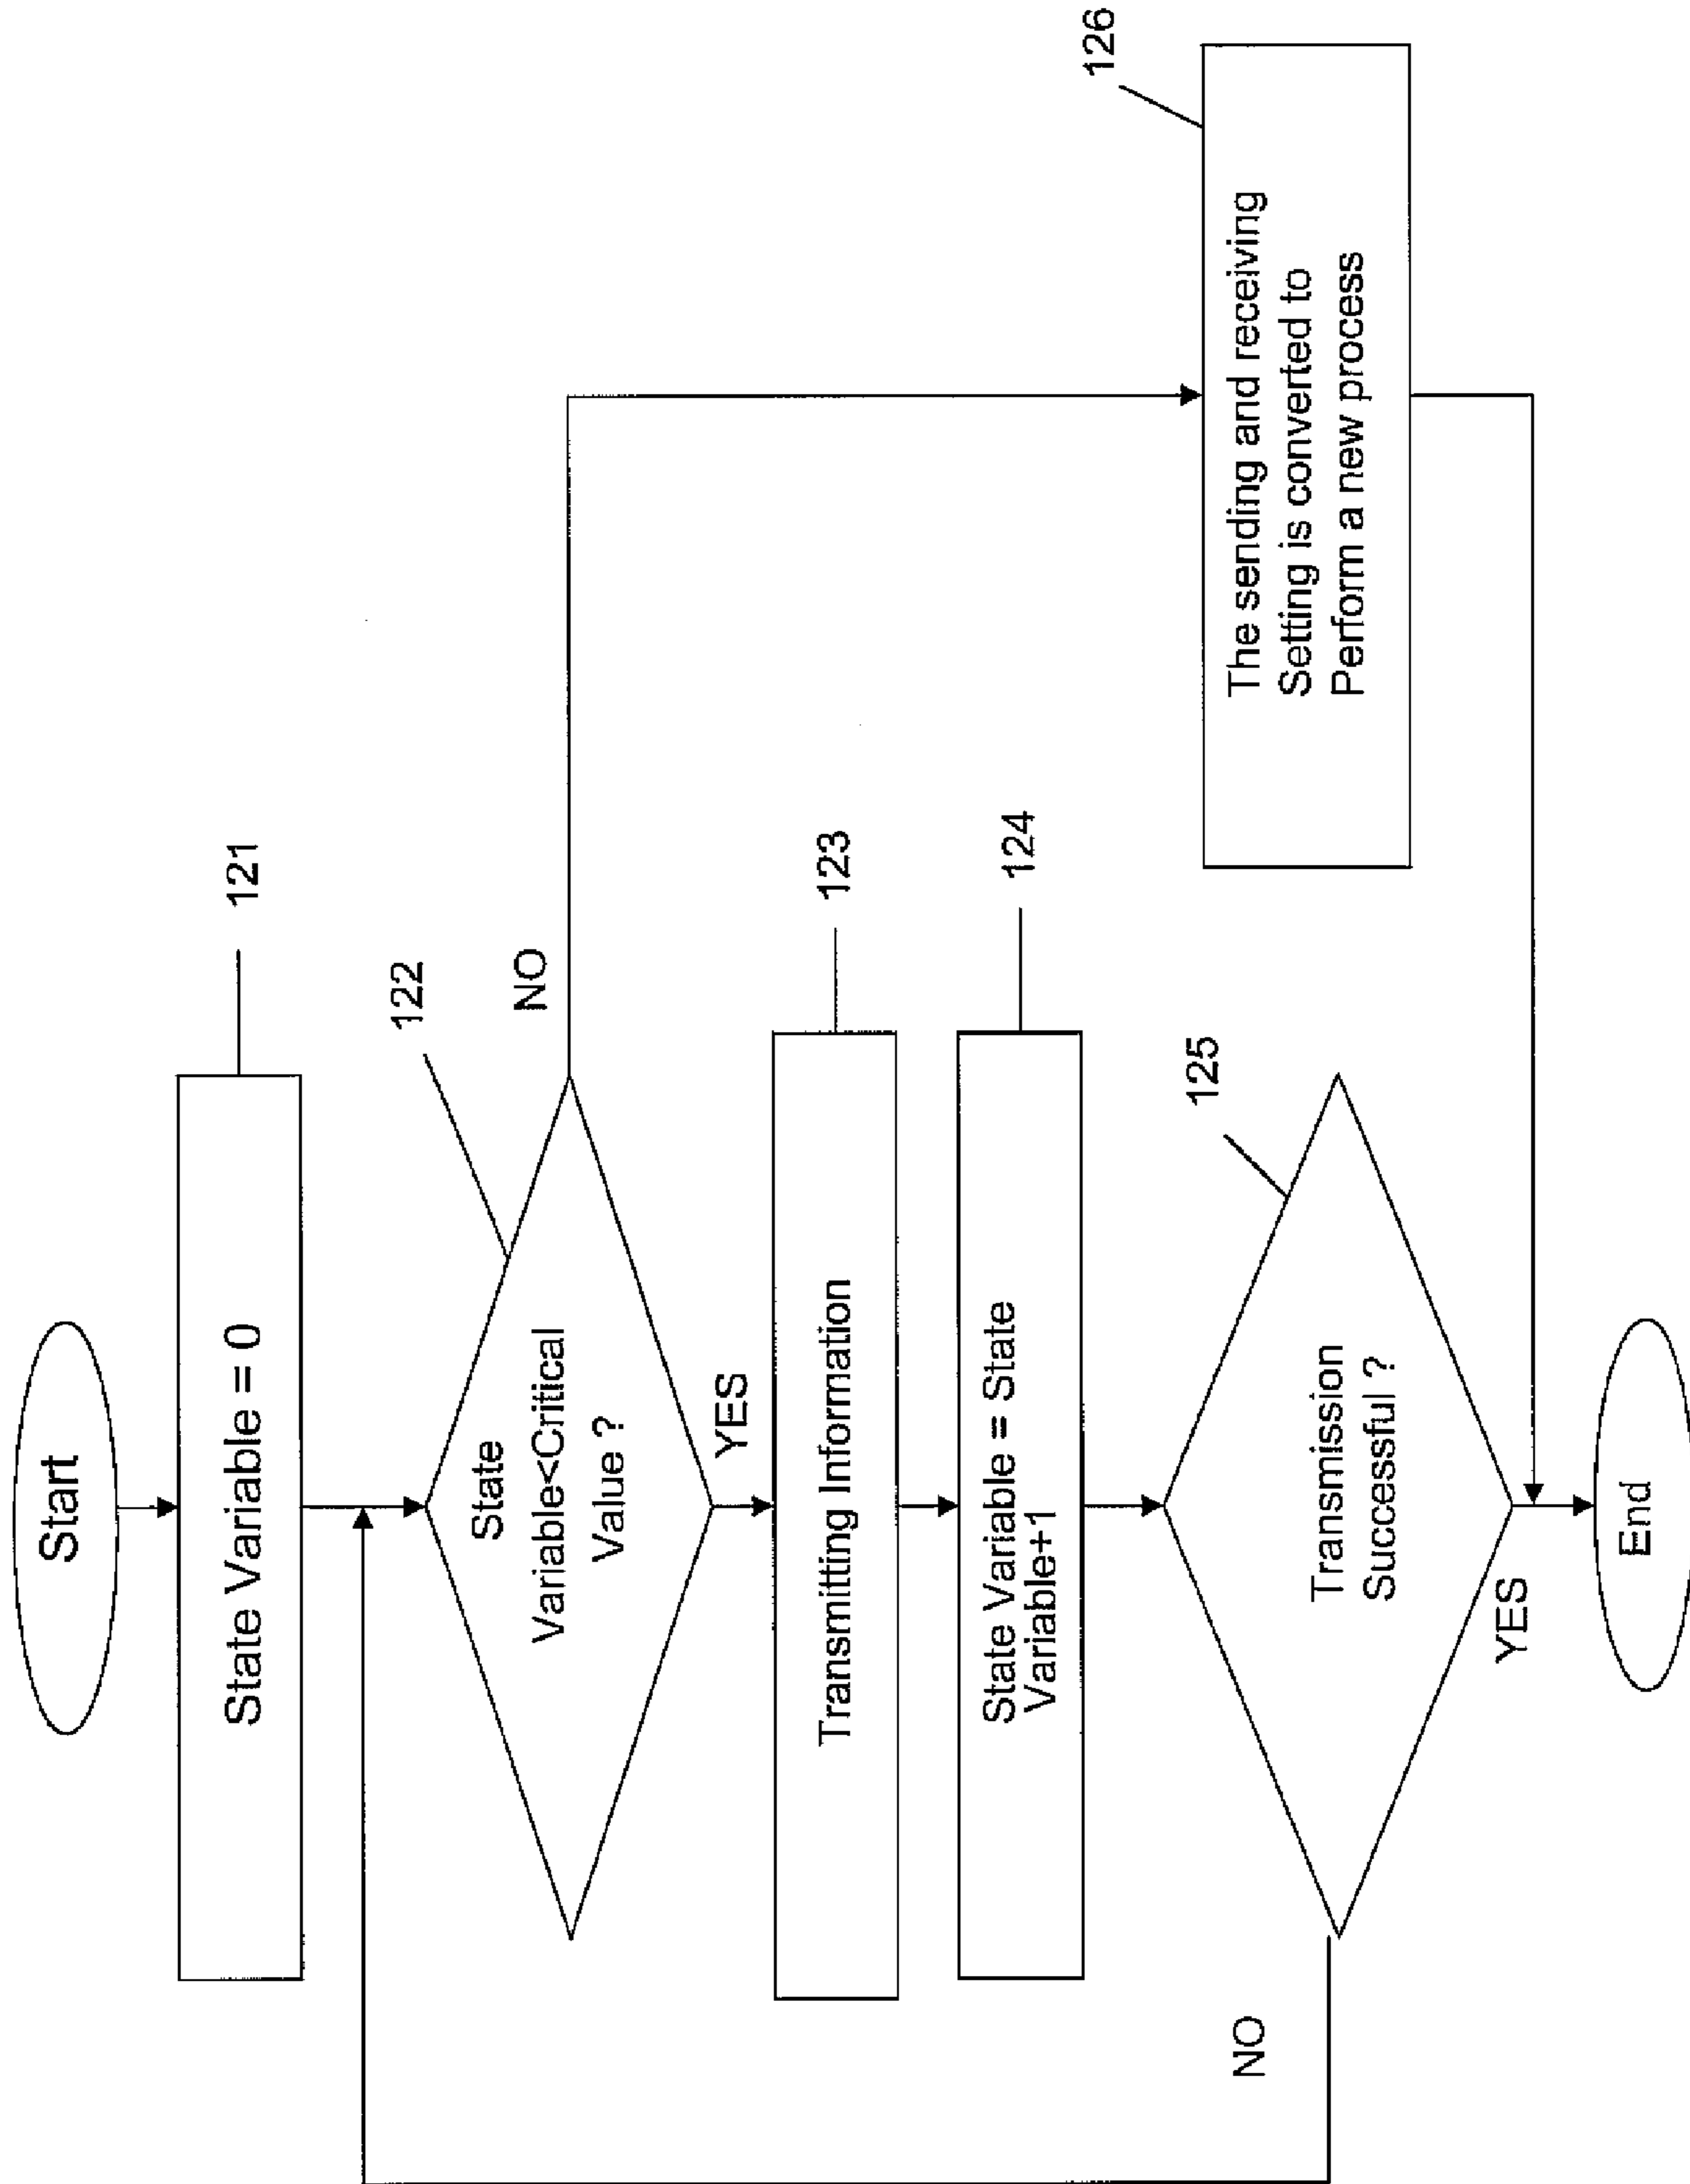 Start
State Variable = 0
121
State
Variable<Critical
Value ?
122
NO
YES
Transmitting Information
123
State Variable = State
Variable+1
124
Transmission
Successful ?
125
NO
YES
The sending and receiving
Setting is converted to
Perform a new process
126
End